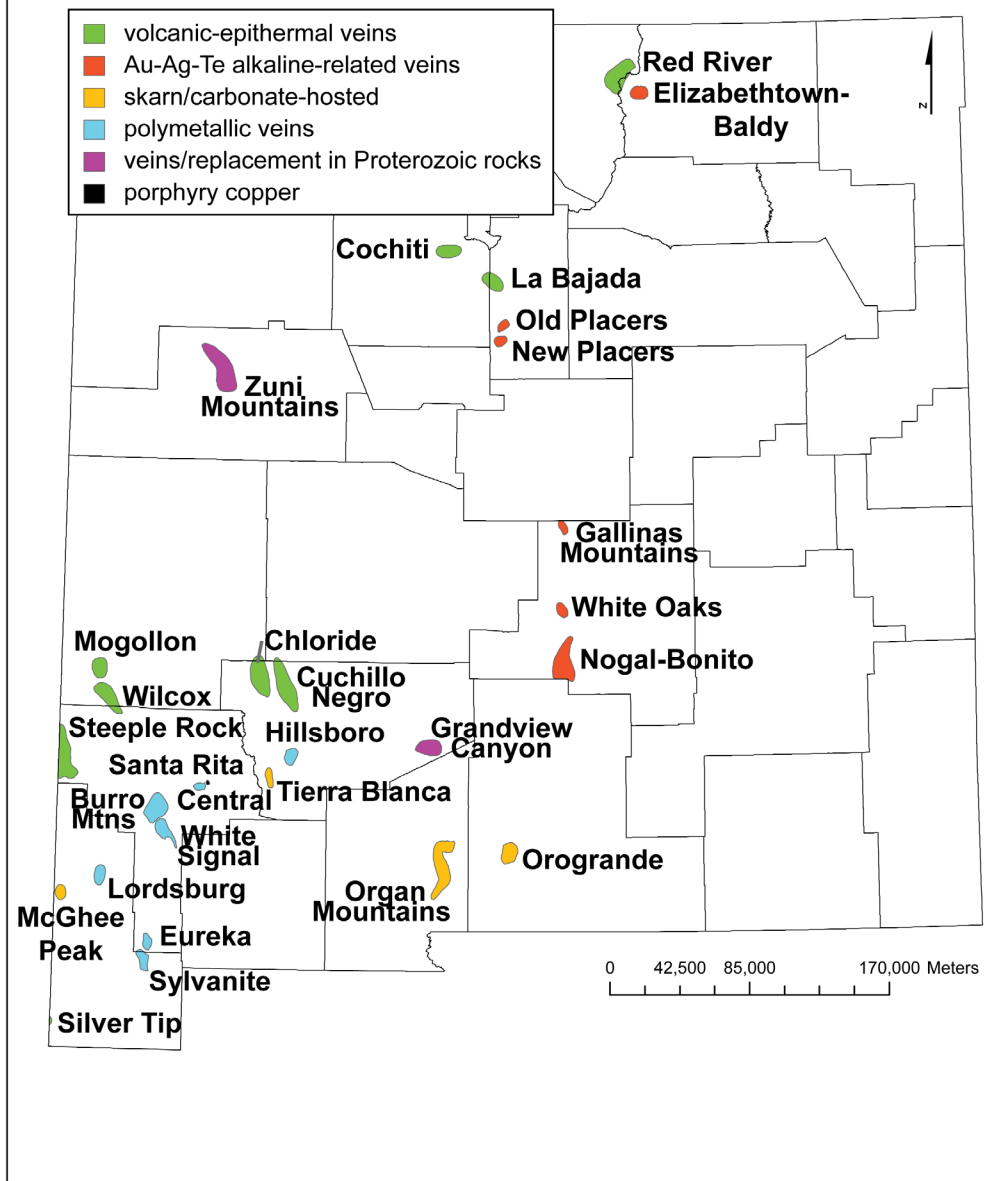 volcanic-epithermal veins
Au-Ag-Te alkaline-related veins
skarn/carbonate-hosted
polymetallic veins
veins/replacement in Proterozoic rocks
porphyry copper
N
Red River
Elizabethtown-
Baldy
Cochiti
La Bajada
Old Placers
New Placers
Zuni
Mountains
Gallinas
Mountains
White Oaks
Nogal-Bonito
Mogollon
Chloride
Wilcox
Cuchillo
Negro
Steeple Rock
Hillsboro
Grandview
Canyon
Santa Rita
Tierra Blanca
Burro
Mtns
Central
White
Signal
Orogrande
Lordsburg
Organ
Mountains
McGhee
Peak
Eureka
Sylvanite
Silver Tip
0 42,500 85,000 170,000 Meters